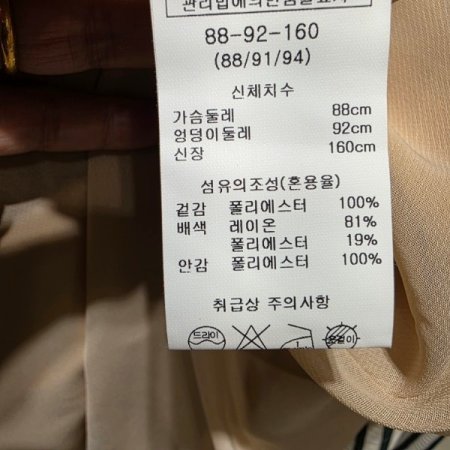 88-92-160
(88/91/94)
신체치수
가슴둘레 88cm
엉덩이둘레 92cm
신장 160cm
섬유의조성(혼용율)
겉감 폴리에스터 100%
배색 레이온 81%
폴리에스터 19%
안감 폴리에스터 100%
취급상 주의사항
드라이